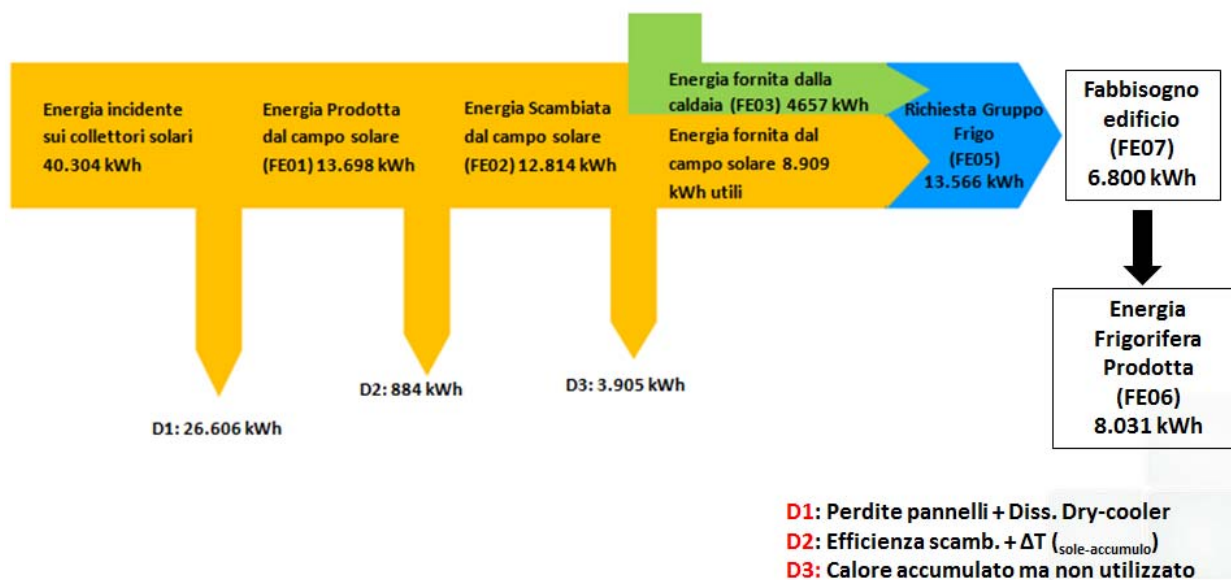 Energia incidente
sui collettori solari
40.304 kWh
Energia Prodotta
dal campo solare
(FE01) 13.698 kWh
Energia Scambiata
dal campo solare
(FE02) 12.814 kWh
Energia fornita dalla
caldaia (FE03) 4657 kWh
Energia fornita dal
campo solare 8.909
kWh utili
Richiesta Gruppo
Frigo
(FE05)
13.566 kWh
Fabbisogno
edificio
(FE07)
6.800 kWh
Energia
Frigorifera
Prodotta
(FE06)
8.031 kWh
D1: 26.606 kWh
D2: 884 kWh
D3: 3.905 kWh
D1: Perdite pannelli + Diss. Dry-cooler
D2: Efficienza scamb. + ΔT (sole-accumulo)
D3: Calore accumulato ma non utilizzato